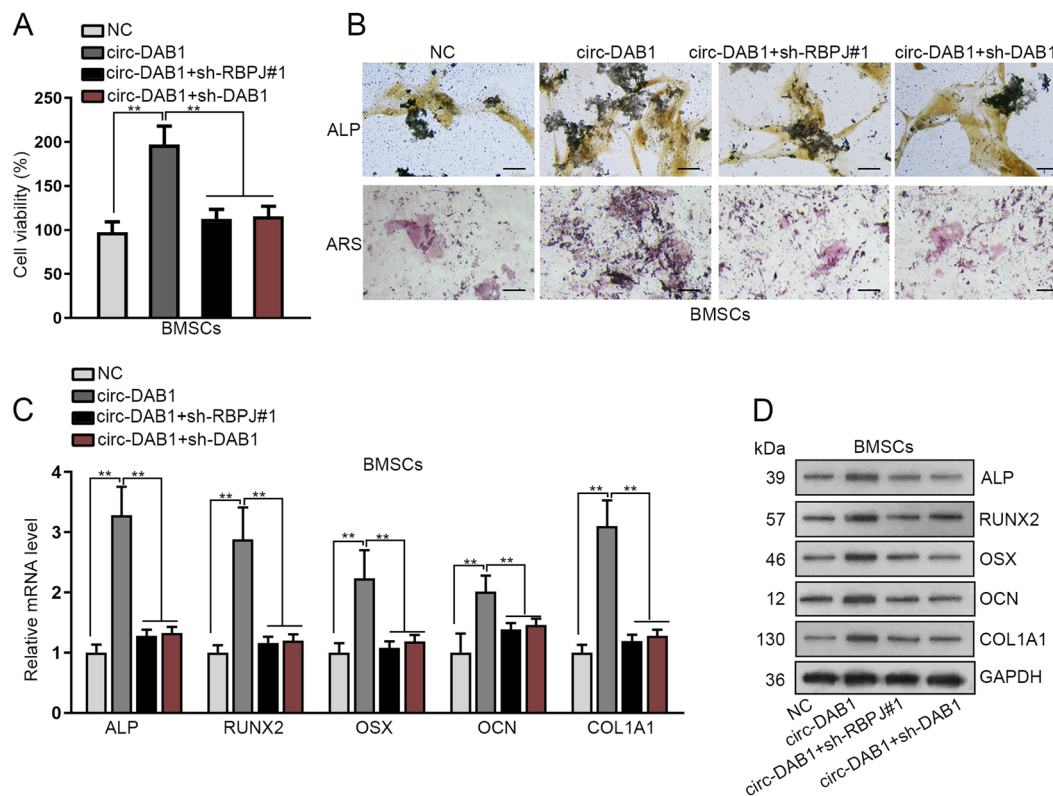 A
NC
circ-DAB1
circ-DAB1+sh-RBPJ#1
circ-DAB1+sh-DAB1
Cell viability (%)
250
200
150
100
50
0
** **
BMSCs
B
NC circ-DAB1 circ-DAB1+sh-RBPJ#1 circ-DAB1+sh-DAB1
ALP
ARS
BMSCs
C
NC
circ-DAB1
circ-DAB1+sh-RBPJ#1
circ-DAB1+sh-DAB1
BMSCs
Relative mRNA level
4
3
2
1
0
** **
** **
** **
** **
** **
ALP RUNX2 OSX OCN COL1A1
D
kDa BMSCs
39 ALP
57 RUNX2
46 OSX
12 OCN
130 COL1A1
36 GAPDH
NC
circ-DAB1
circ-DAB1+sh-RBPJ#1
circ-DAB1+sh-DAB1